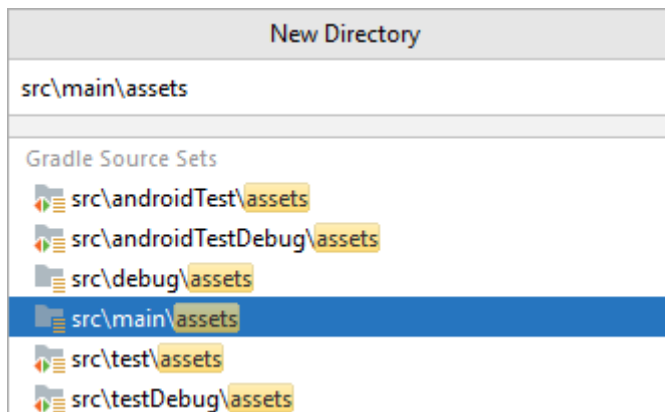 New Directory
src\main\assets
Gradle Source Sets
src\androidTest\assets
src\androidTestDebug\assets
src\debug\assets
src\main\assets
src\test\assets
src\testDebug\assets